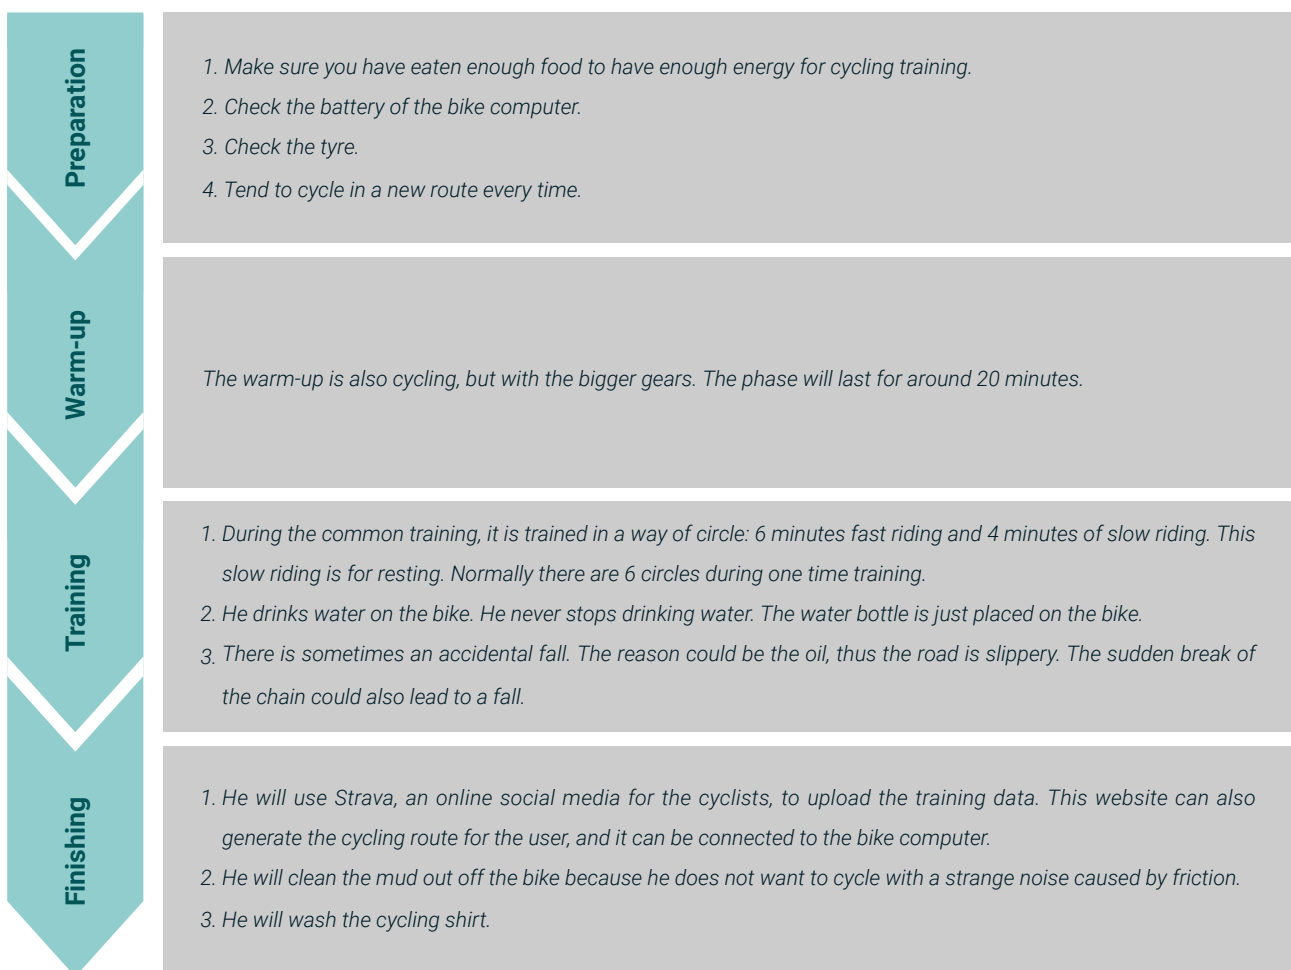 Preparation
1. Make sure you have eaten enough food to have enough energy for cycling training.
2. Check the battery of the bike computer.
3. Check the tyre.
4. Tend to cycle in a new route every time.
Warm-up
The warm-up is also cycling, but with the bigger gears. The phase will last for around 20 minutes.
Training
1. During the common training, it is trained in a way of circle: 6 minutes fast riding and 4 minutes of slow riding. This
slow riding is for resting. Normally there are 6 circles during one time training.
2. He drinks water on the bike. He never stops drinking water. The water bottle is just placed on the bike.
3. There is sometimes an accidental fall. The reason could be the oil, thus the road is slippery. The sudden break of
the chain could also lead to a fall.
Finishing
1. He will use Strava, an online social media for the cyclists, to upload the training data. This website can also
generate the cycling route for the user, and it can be connected to the bike computer.
2. He will clean the mud out off the bike because he does not want to cycle with a strange noise caused by friction.
3. He will wash the cycling shirt.